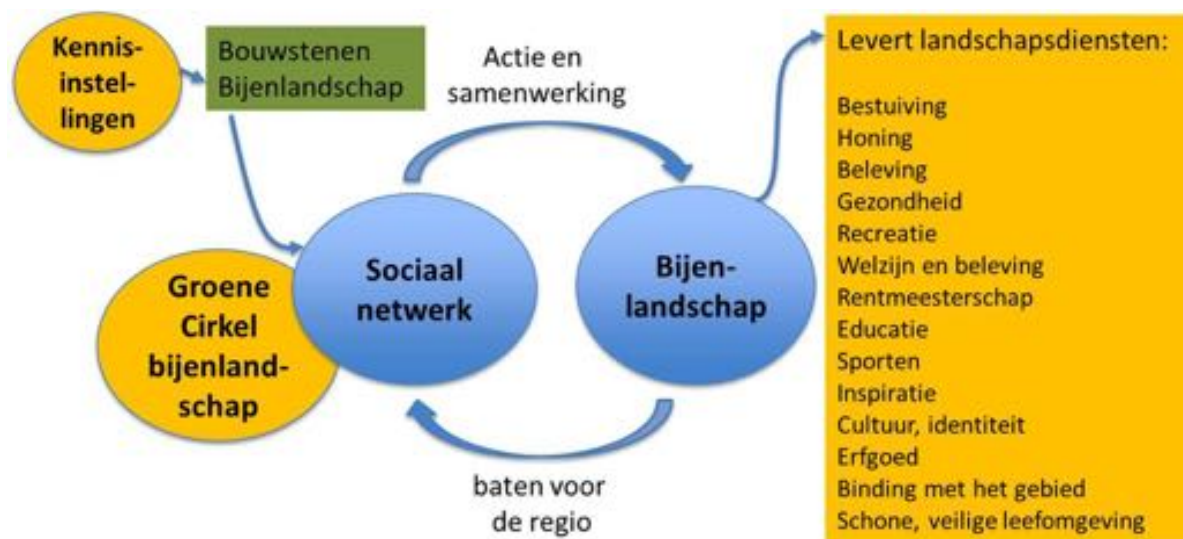 Kennis-
instel-
lingen
Bouwstenen
Bijenlandschap
Actie en
samenwerking
Sociaal
netwerk
Groene
Cirkel
bijenland-
schap
Bijen-
landschap
baten voor
de regio
Levert landschapsdiensten:
Bestuiving
Honing
Beleving
Gezondheid
Recreatie
Welzijn en beleving
Rentmeesterschap
Educatie
Sporten
Inspiratie
Cultuur, identiteit
Erfgoed
Binding met het gebied
Schone, veilige leefomgeving